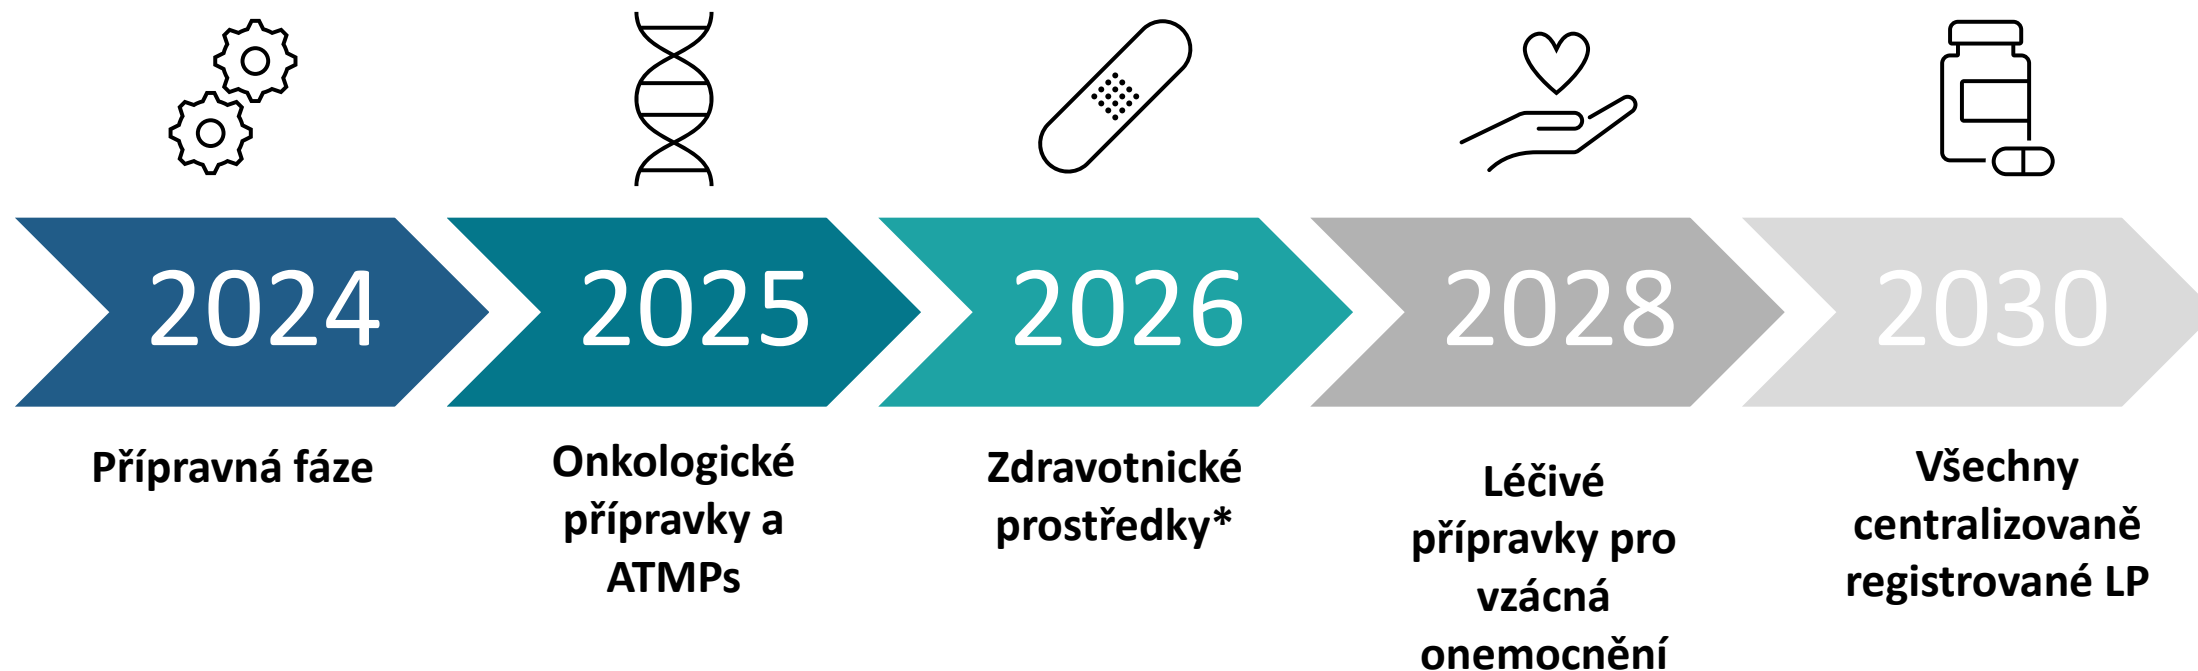 2024
2025
2026
2028
2030
Přípravná fáze
Onkologické
přípravky a
ATMPs
Zdravotnické
prostředky*
Léčivé
přípravky pro
vzácná
onemocnění
Všechny
centralizovaně
registrované LP